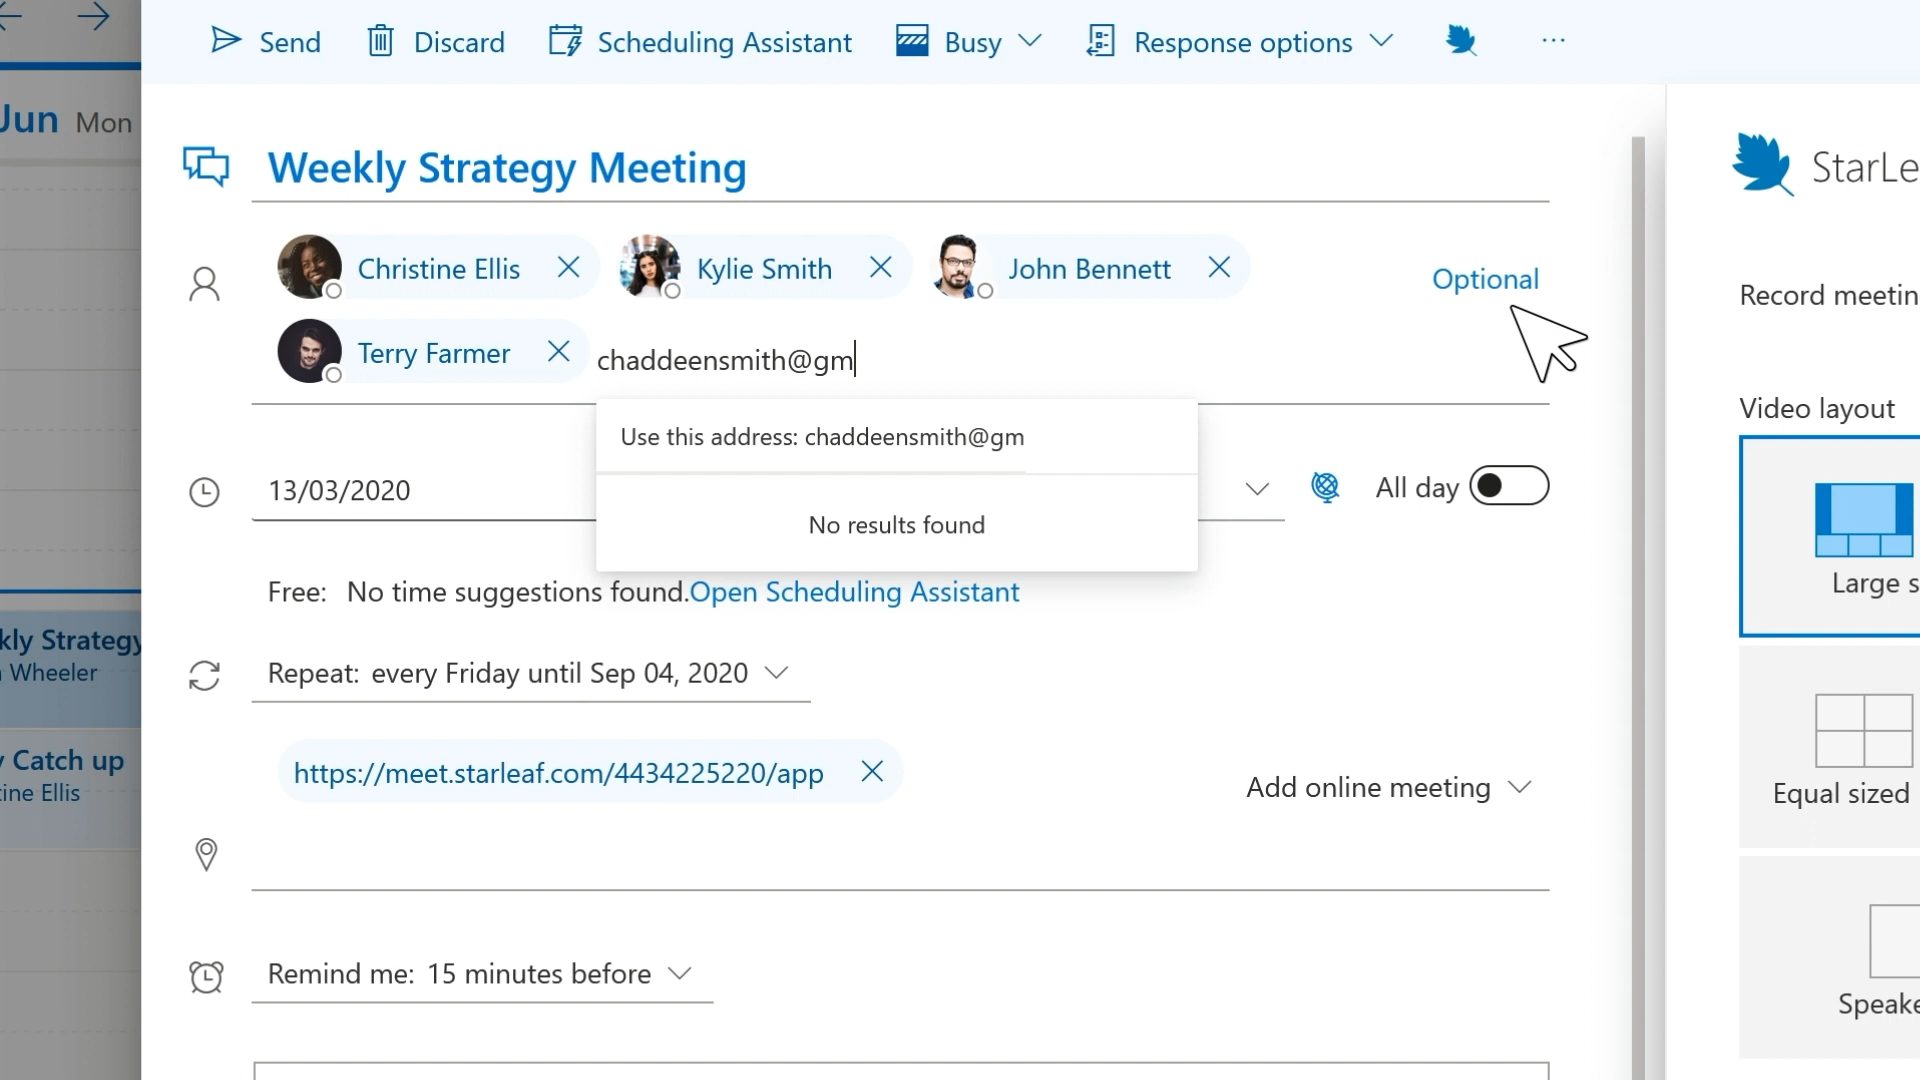 Send Discard Scheduling Assistant Busy Response options ...
Jun Mon
Weekly Strategy Meeting
StarLe
Christine Ellis Kylie Smith John Bennett
Optional
Record meetin
Terry Farmer chaddeensmith@gm
Video layout
Use this address: chaddeensmith@gm
13/03/2020
All day
No results found
Large s
Free: No time suggestions found.Open Scheduling Assistant
kly Strategy
Wheeler
Repeat: every Friday until Sep 04, 2020
y Catch up
tine Ellis
https://meet.starleaf.com/4434225220/app
Add online meeting
Equal sized
Remind me: 15 minutes before
Speake